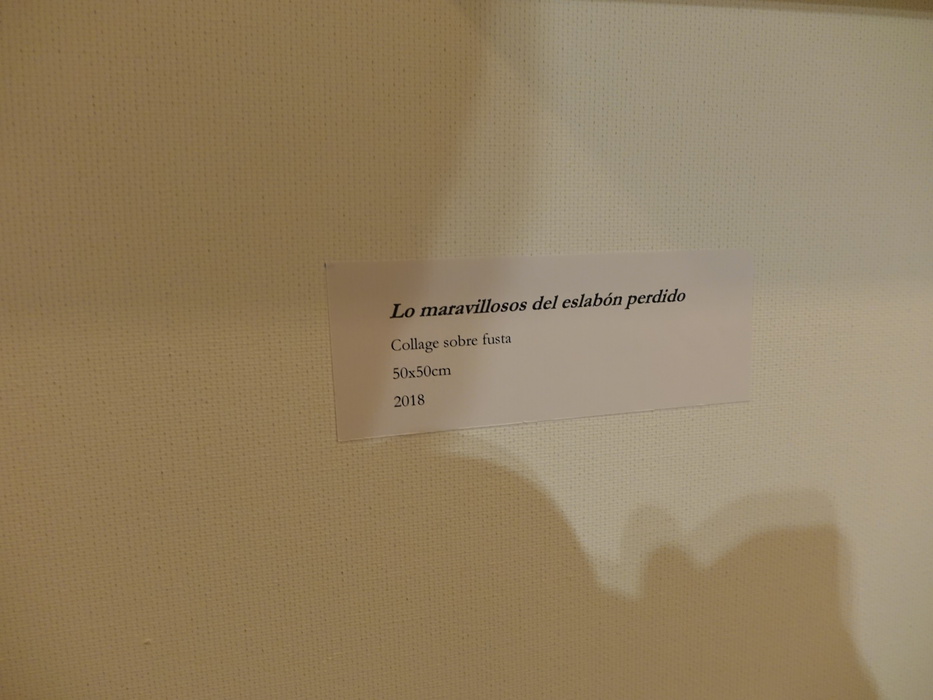 Lo maravillosos del eslabón perdido
Collage sobre fusta
50x50cm
2018